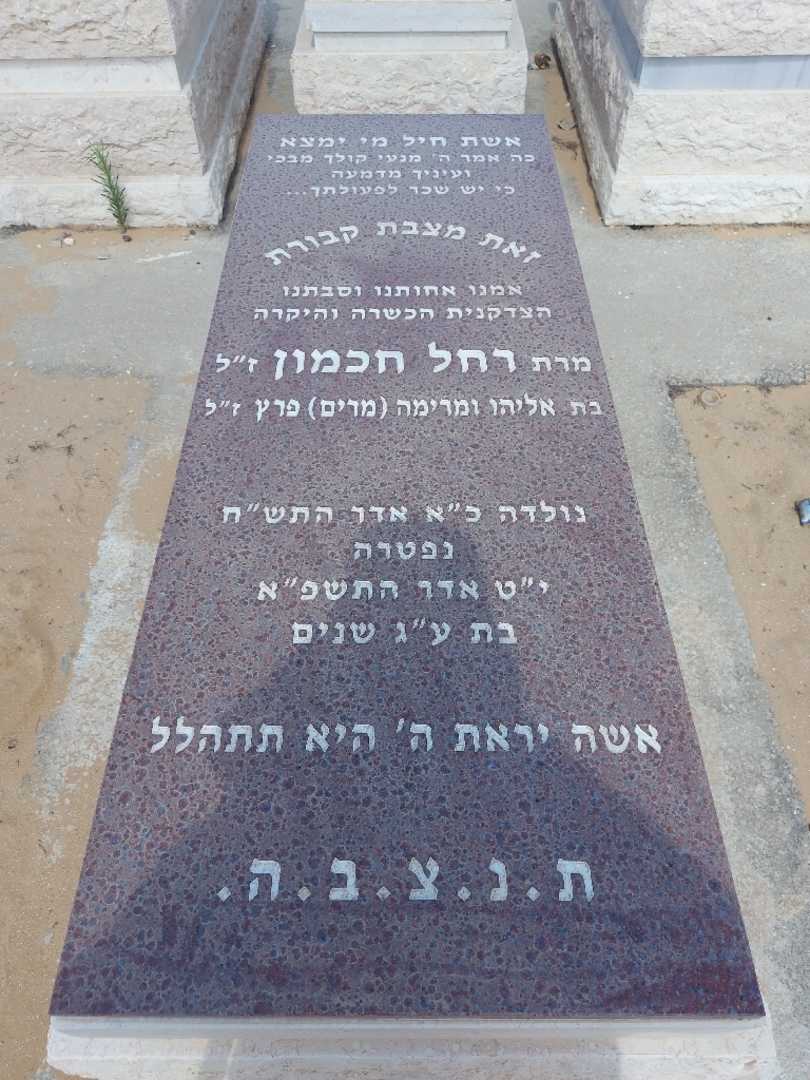 אשת חיל מי ימצא
כה אמר ה' מנעי קולך מבכי
ועיניך מדמעה
כי יש שכר לפעולתך...
זאת מצבת קבורת
אמנו אחותנו וסבתנו
הצדקנית הכשרה והיקרה
מרת רחל חכמון ז"ל
בת אליהו ומרימה (מרים) פרץ ז"ל
נולדה כ"א אדר התש"ח
נפטרה
י"ט אדר התשפ"א
בת ע"ג שנים
אשה יראת ה' היא תתהלל
ת.נ.צ.ב.ה.